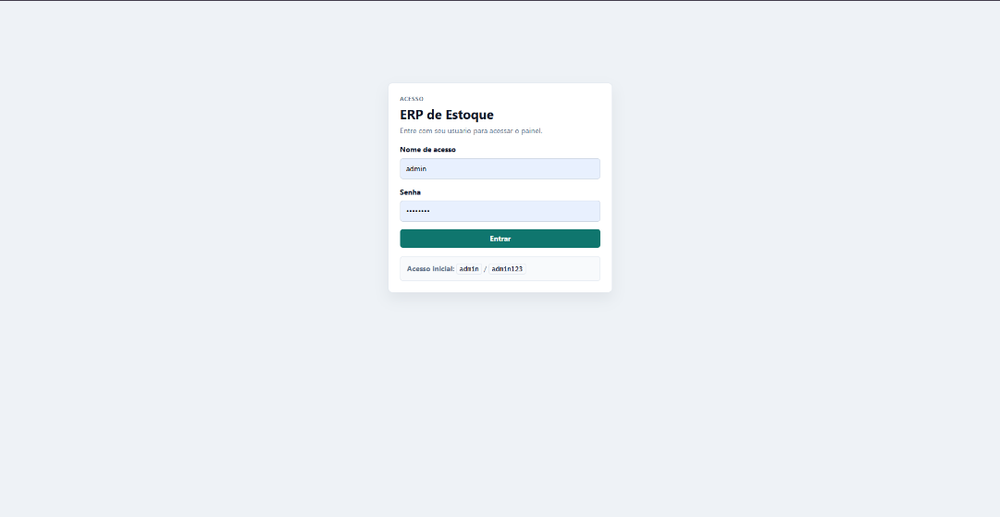 ACESSO
ERP de Estoque
Entre com seu usuario para acessar o painel.
Nome de acesso
admin
Senha
••••••••
Entrar
Acesso inicial: admin / admin123